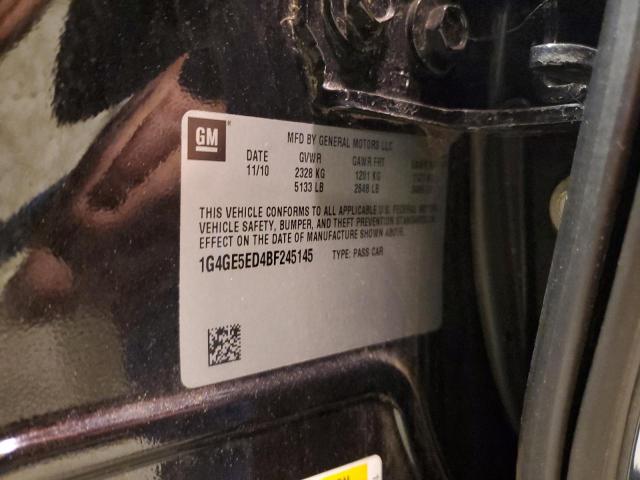 GM
MFD BY GENERAL MOTORS LLC
DATE GVWR GAWR FRT
11/10 2328 KG 1201 KG
5133 LB 2648 LB
THIS VEHICLE CONFORMS TO ALL APPLICABLE U.S. FEDERAL MOTOR
VEHICLE SAFETY, BUMPER, AND THEFT PREVENTION STANDARDS IN
EFFECT ON THE DATE OF MANUFACTURE SHOWN ABOVE.
1G4GE5ED4BF245145 TYPE: PASS CAR